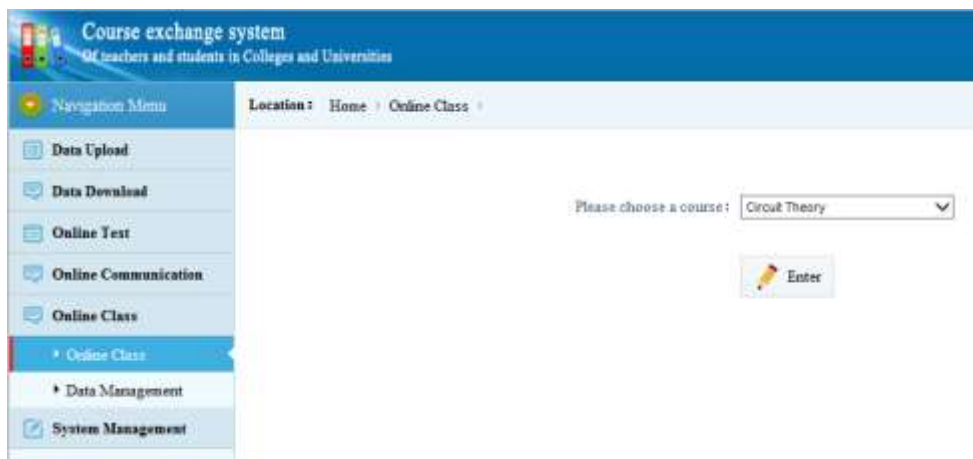 Course exchange system
Of teachers and students in Colleges and Universities
Navigation Menu
Location: Home Online Class
Data Upload
Data Download
Please choose a course: Circuit Theory
Online Test
Online Communication
Enter
Online Class
Online Class
Data Management
System Management